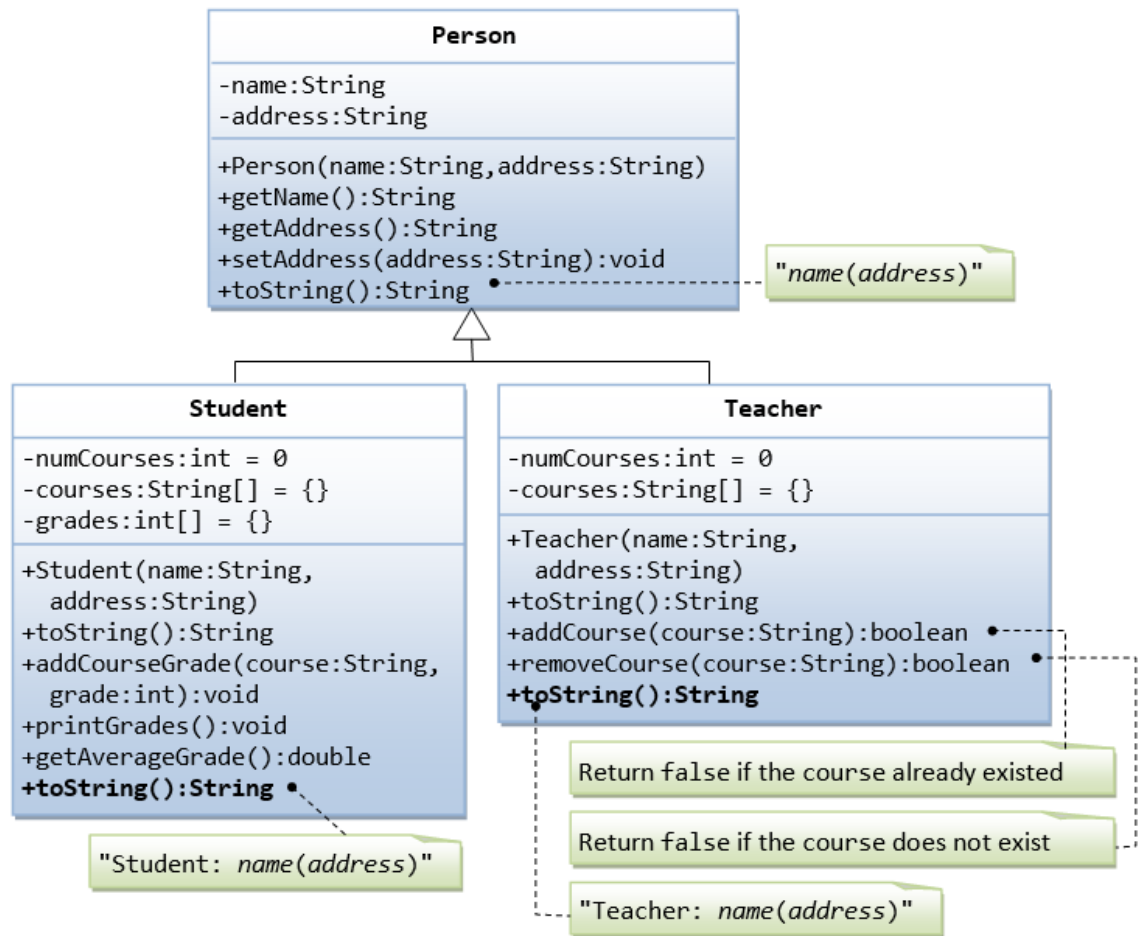 Person
-name:String
-address:String
+Person(name:String,address:String)
+getName():String
+getAddress():String
+setAddress(address:String):void
+toString():String
"name(address)"
Student
-numCourses:int = 0
-courses:String[] = {}
-grades:int[] = {}
+Student(name:String,
address:String)
+toString():String
+addCourseGrade(course:String,
grade:int):void
+printGrades():void
+getAverageGrade():double
+toString():String
"Student: name(address)"
Teacher
-numCourses:int = 0
-courses:String[] = {}
+Teacher(name:String,
address:String)
+toString():String
+addCourse(course:String):boolean
+removeCourse(course:String):boolean
+toString():String
Return false if the course already existed
Return false if the course does not exist
"Teacher: name(address)"